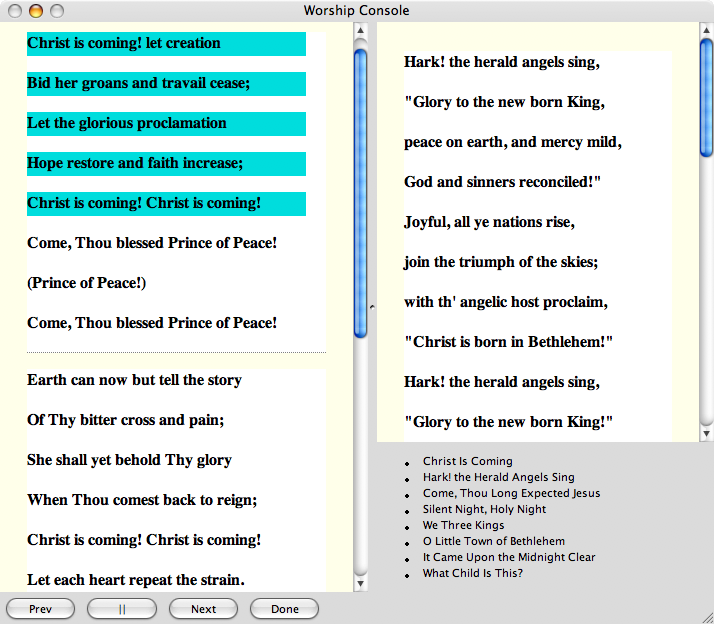 Worship Console
Christ is coming! let creation
Bid her groans and travail cease;
Let the glorious proclamation
Hope restore and faith increase;
Christ is coming! Christ is coming!
Come, Thou blessed Prince of Peace!
(Prince of Peace!)
Come, Thou blessed Prince of Peace!
Earth can now but tell the story
Of Thy bitter cross and pain;
She shall yet behold Thy glory
When Thou comest back to reign;
Christ is coming! Christ is coming!
Let each heart repeat the strain.
Hark! the herald angels sing,
"Glory to the new born King,
peace on earth, and mercy mild,
God and sinners reconciled!"
Joyful, all ye nations rise,
join the triumph of the skies;
with th' angelic host proclaim,
"Christ is born in Bethlehem!"
Hark! the herald angels sing,
"Glory to the new born King!"
Christ Is Coming
Hark! the Herald Angels Sing
Come, Thou Long Expected Jesus
Silent Night, Holy Night
We Three Kings
O Little Town of Bethlehem
It Came Upon the Midnight Clear
What Child Is This?
Prev
||
Next
Done